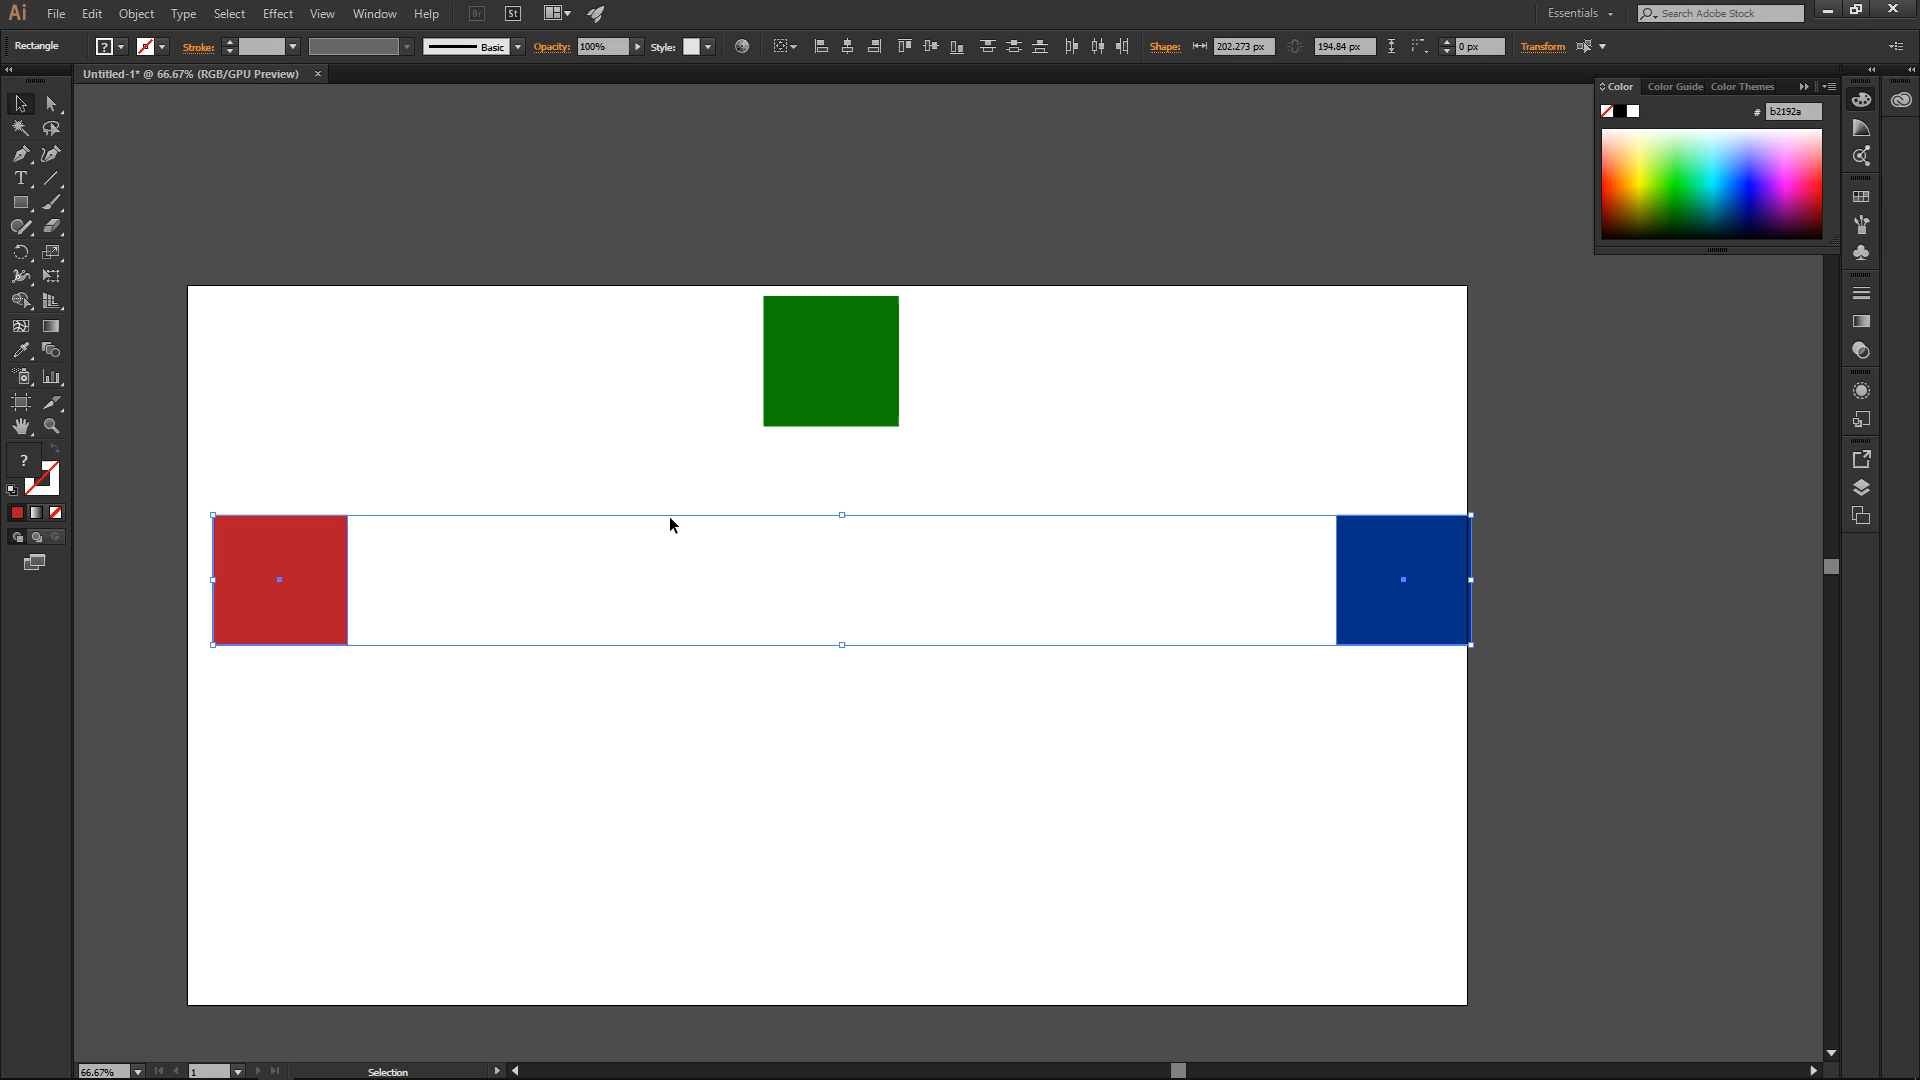 Ai File Edit Object Type Select Effect View Window Help Br St Essentials Search Adobe Stock
Rectangle ? Stroke: Basic Opacity: 100% Style: Shape: 202.273 px 194.84 px 0 px Transform
Untitled-1* @ 66.67% (RGB/GPU Preview) ×
Color Color Guide Color Themes
# b2192a
T
?
66.67% 1 Selection